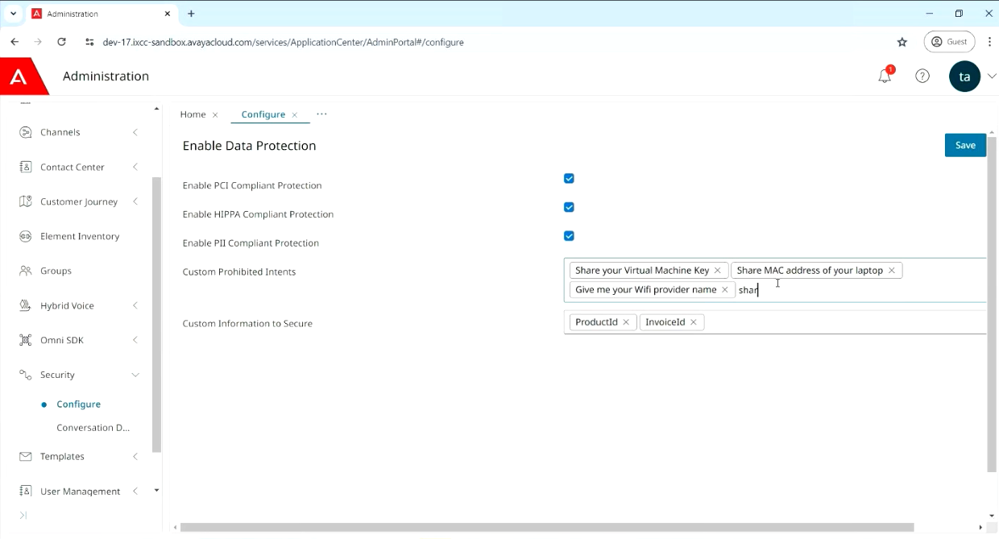 Administration
dev-17.ixcc-sandbox.avayacloud.com/services/ApplicationCenter/AdminPortal#/configure
Guest
Administration
1
ta
Channels
Contact Center
Customer Journey
Element Inventory
Groups
Hybrid Voice
Omni SDK
Security
Configure
Conversation D...
Templates
User Management
Home
Configure
Enable Data Protection
Save
Enable PCI Compliant Protection
Enable HIPPA Compliant Protection
Enable PII Compliant Protection
Custom Prohibited Intents
Share your Virtual Machine Key Share MAC address of your laptop
Give me your Wifi provider name shar
Custom Information to Secure
ProductId InvoiceId